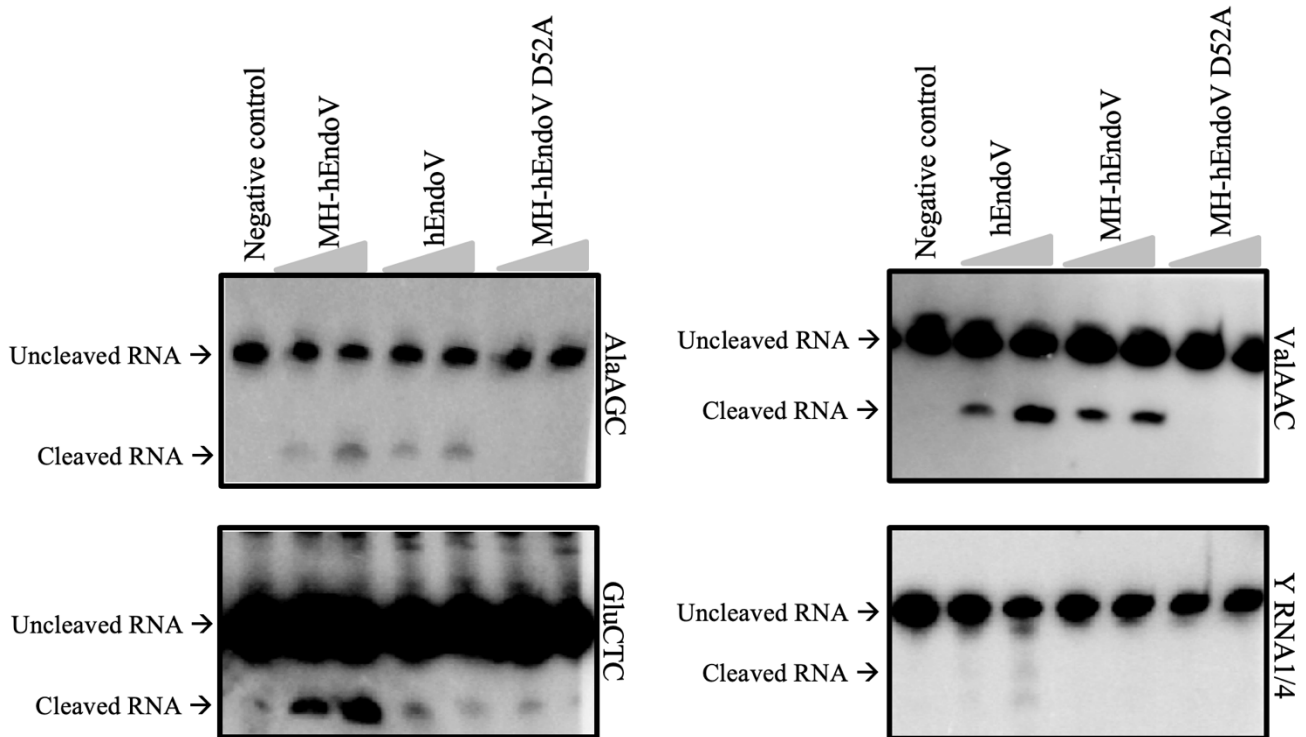 Negative control
MH-hEndoV
hEndoV
MH-hEndoV D52A
Uncleaved RNA →
Cleaved RNA →
AlaAGC
Negative control
hEndoV
MH-hEndoV
MH-hEndoV D52A
Uncleaved RNA →
Cleaved RNA →
ValAAC
Uncleaved RNA →
Cleaved RNA →
GluCTC
Uncleaved RNA →
Cleaved RNA →
Y RNA1/4